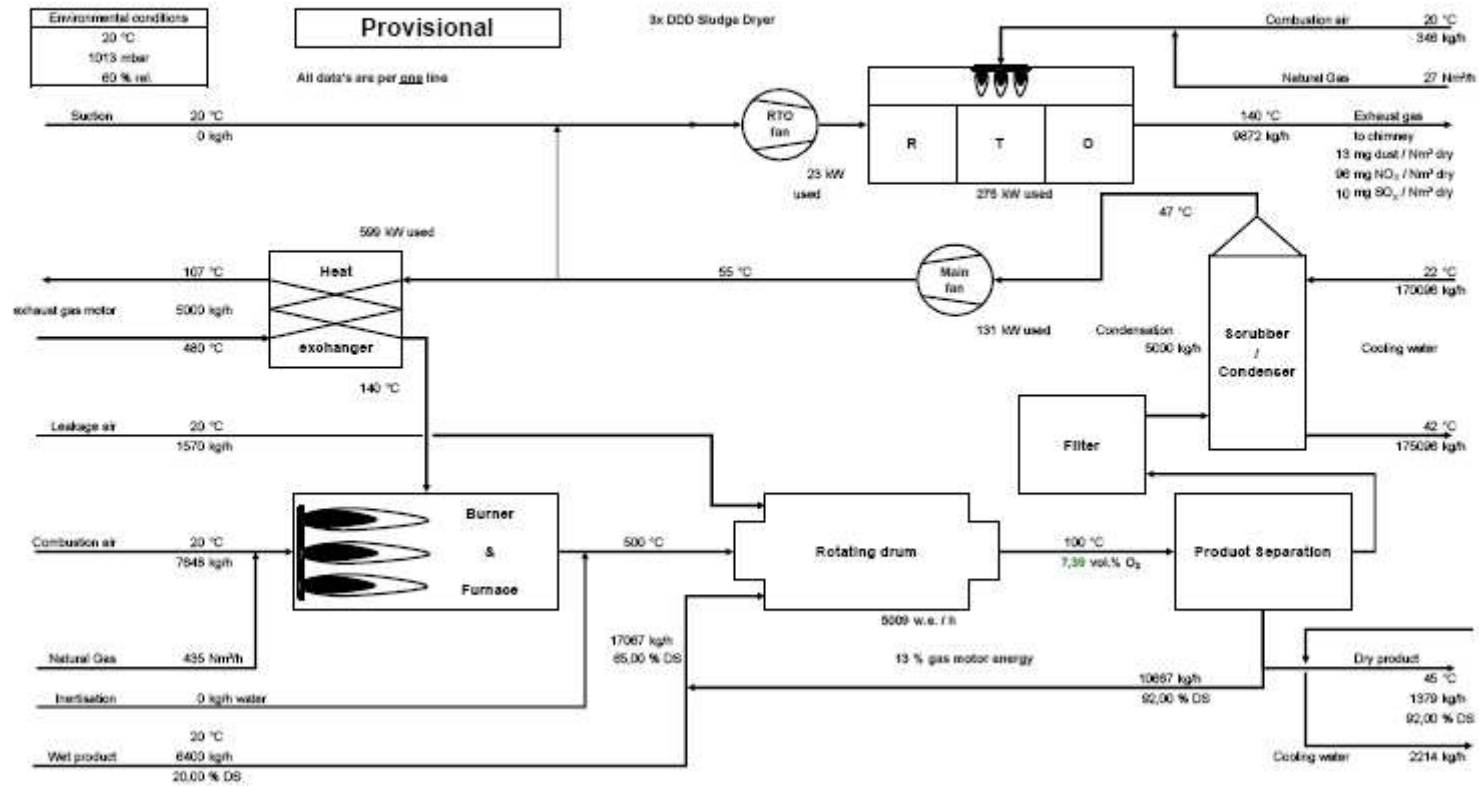 Environmental conditions
20 °C
1013 mbar
60 % rel.
Provisional
All data's are per one line
3x DDD Sludge Dryer
Combustion air 20 °C
346 kg/h
Natural Gas 27 Nm³/h
Suction 20 °C
0 kg/h
RTO
fan
23 kW
used
R T O
276 kW used
140 °C Exhaust gas
9872 kg/h to chimney
13 mg dust / Nm³ dry
96 mg NOx / Nm³ dry
10 mg SOx / Nm³ dry
47 °C
599 kW used
107 °C
exhaust gas motor 5000 kg/h
480 °C
Heat
exchanger
55 °C
Main
fan
131 kW used
Condensation
5000 kg/h
Scrubber
/
Condenser
22 °C
170096 kg/h
Cooling water
42 °C
175096 kg/h
140 °C
Leakage air 20 °C
1570 kg/h
Filter
Combustion air 20 °C
7646 kg/h
Burner
&
Furnace
500 °C
Rotating drum
100 °C
7,39 vol.% O₂
Product Separation
5009 w.e. / h
Natural Gas 435 Nm³/h
17067 kg/h
65,00 % DS
13 % gas motor energy
Inertisation 0 kg/h water
10667 kg/h
92,00 % DS
Dry product
45 °C
1379 kg/h
92,00 % DS
20 °C
Wet product 6400 kg/h
20,00 % DS
Cooling water 2214 kg/h